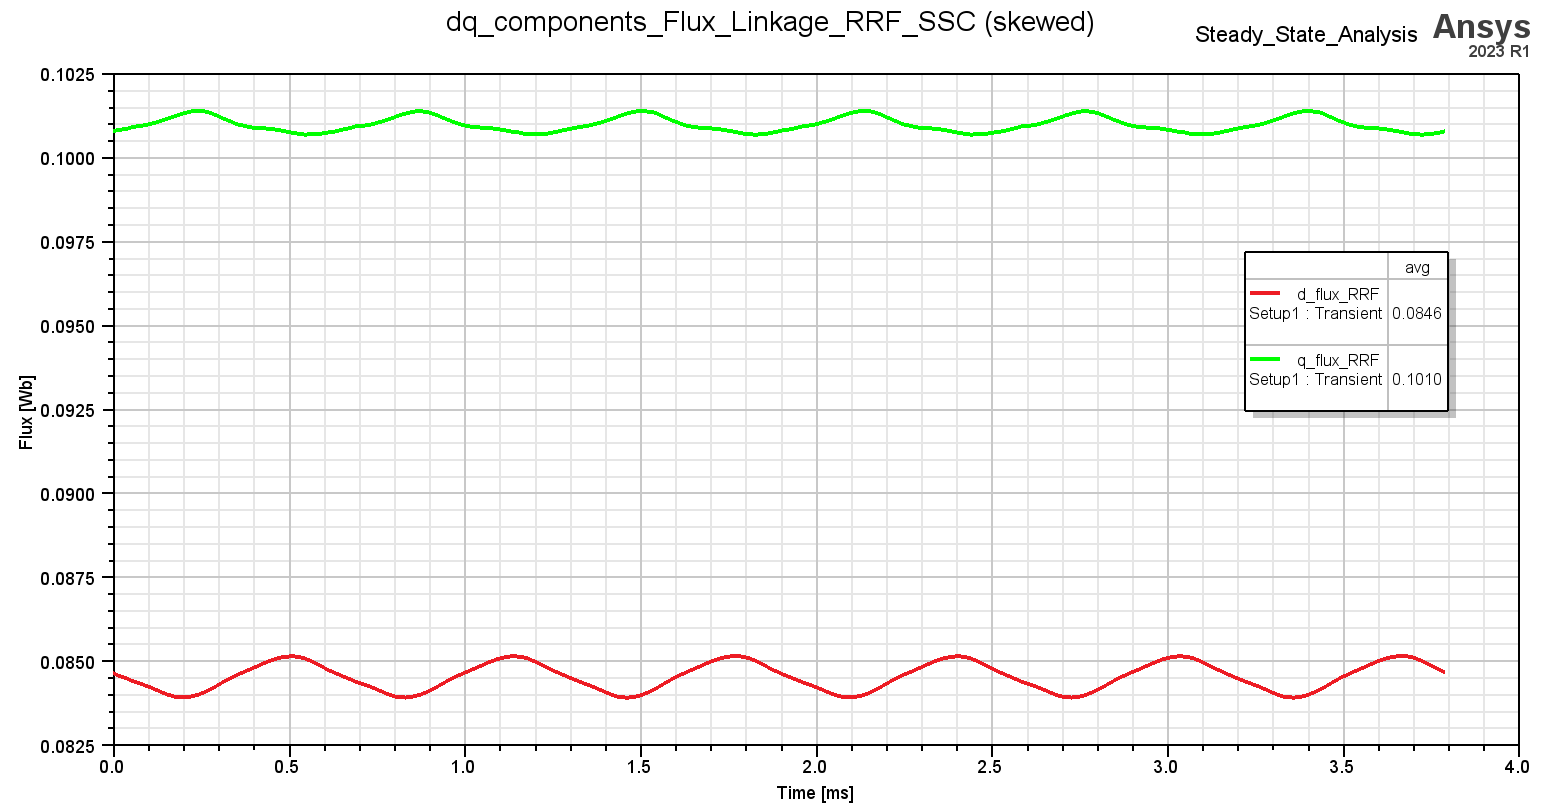 dq_components_Flux_Linkage_RRF_SSC (skewed)
Steady_State_Analysis
Ansys
2023 R1
0.1025
0.1000
0.0975
0.0950
0.0925
0.0900
0.0875
0.0850
0.0825
Flux [Wb]
avg
d_flux_RRF
Setup1 : Transient 0.0846
q_flux_RRF
Setup1 : Transient 0.1010
0.0 0.5 1.0 1.5 2.0 2.5 3.0 3.5 4.0
Time [ms]